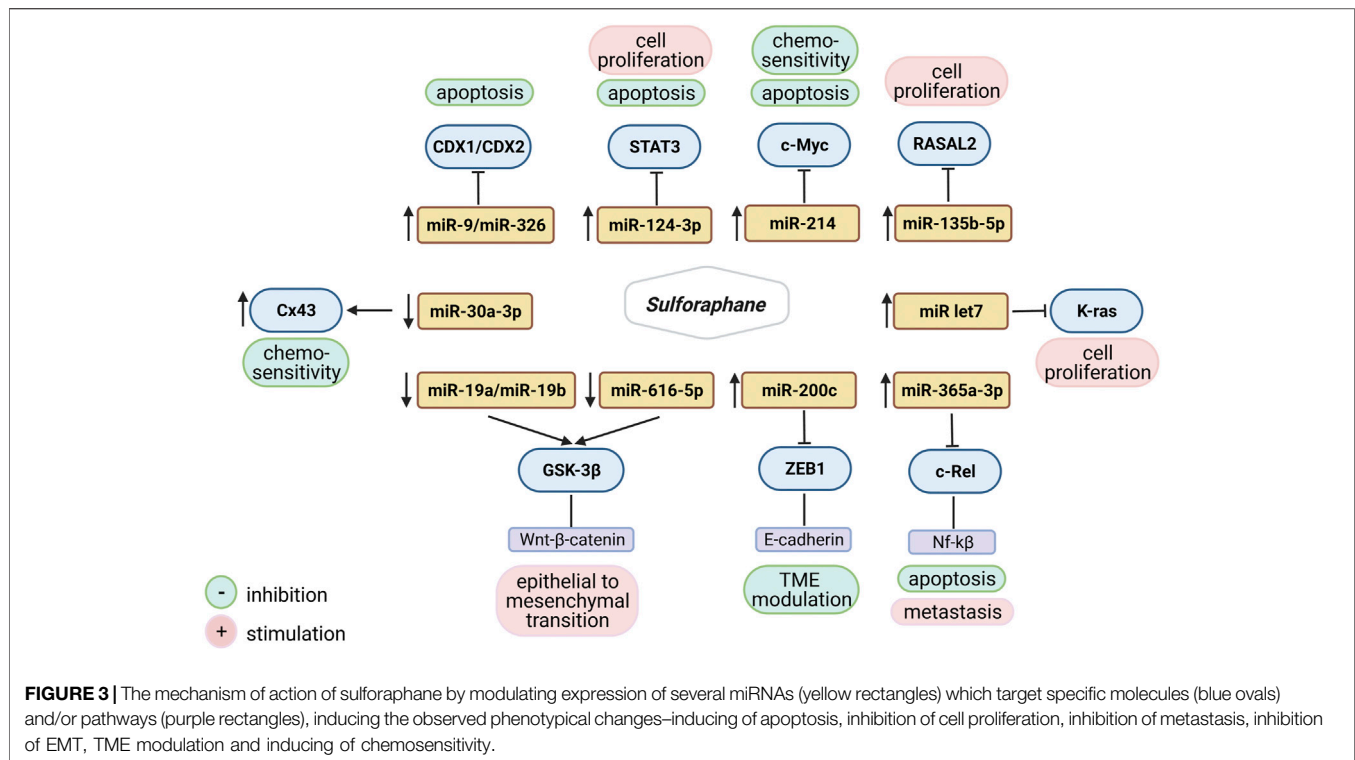 cell
proliferation
chemo-
sensitivity
cell
proliferation
apoptosis
apoptosis
apoptosis
CDX1/CDX2
STAT3
c-Myc
RASAL2
miR-9/miR-326
miR-124-3p
miR-214
miR-135b-5p
Cx43
miR-30a-3p
Sulforaphane
miR let7
K-ras
chemo-
sensitivity
cell
proliferation
miR-19a/miR-19b
miR-616-5p
miR-200c
miR-365a-3p
GSK-3β
ZEB1
c-Rel
Wnt-β-catenin
E-cadherin
Nf-kβ
epithelial to
mesenchymal
transition
TME
modulation
apoptosis
metastasis
- inhibition
+ stimulation
FIGURE 3 | The mechanism of action of sulforaphane by modulating expression of several miRNAs (yellow rectangles) which target specific molecules (blue ovals)
and/or pathways (purple rectangles), inducing the observed phenotypical changes–inducing of apoptosis, inhibition of cell proliferation, inhibition of metastasis, inhibition
of EMT, TME modulation and inducing of chemosensitivity.